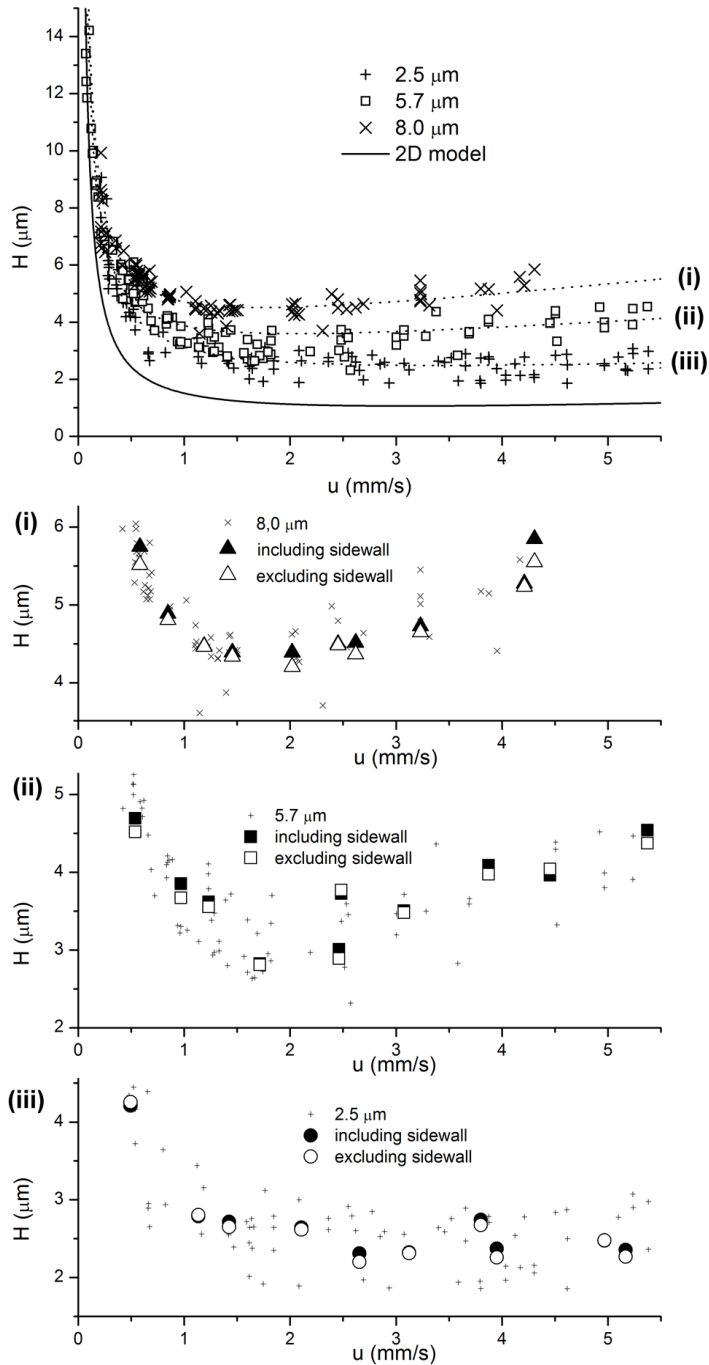 14
12
10
8
6
4
2
0
H (μm)
2.5 μm
5.7 μm
8.0 μm
2D model
(i)
(ii)
(iii)
0 1 2 3 4 5
u (mm/s)
(i)
6
5
4
H (μm)
8,0 μm
including sidewall
excluding sidewall
0 1 2 3 4 5
u (mm/s)
(ii)
5
4
3
2
H (μm)
5.7 μm
including sidewall
excluding sidewall
0 1 2 3 4 5
u (mm/s)
(iii)
4
3
2
H (μm)
2.5 μm
including sidewall
excluding sidewall
0 1 2 3 4 5
u (mm/s)